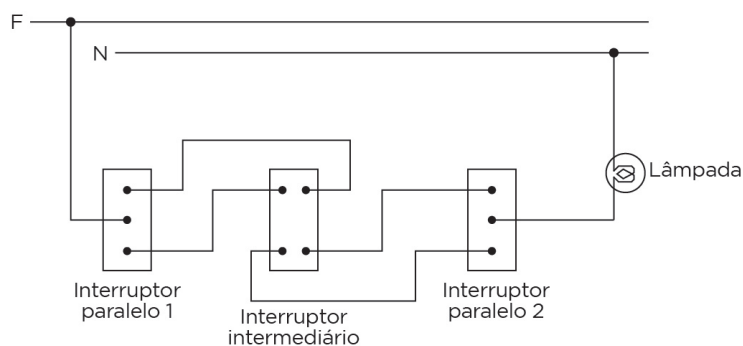 F
N
Lâmpada
Interruptor
paralelo 1
Interruptor
intermediário
Interruptor
paralelo 2